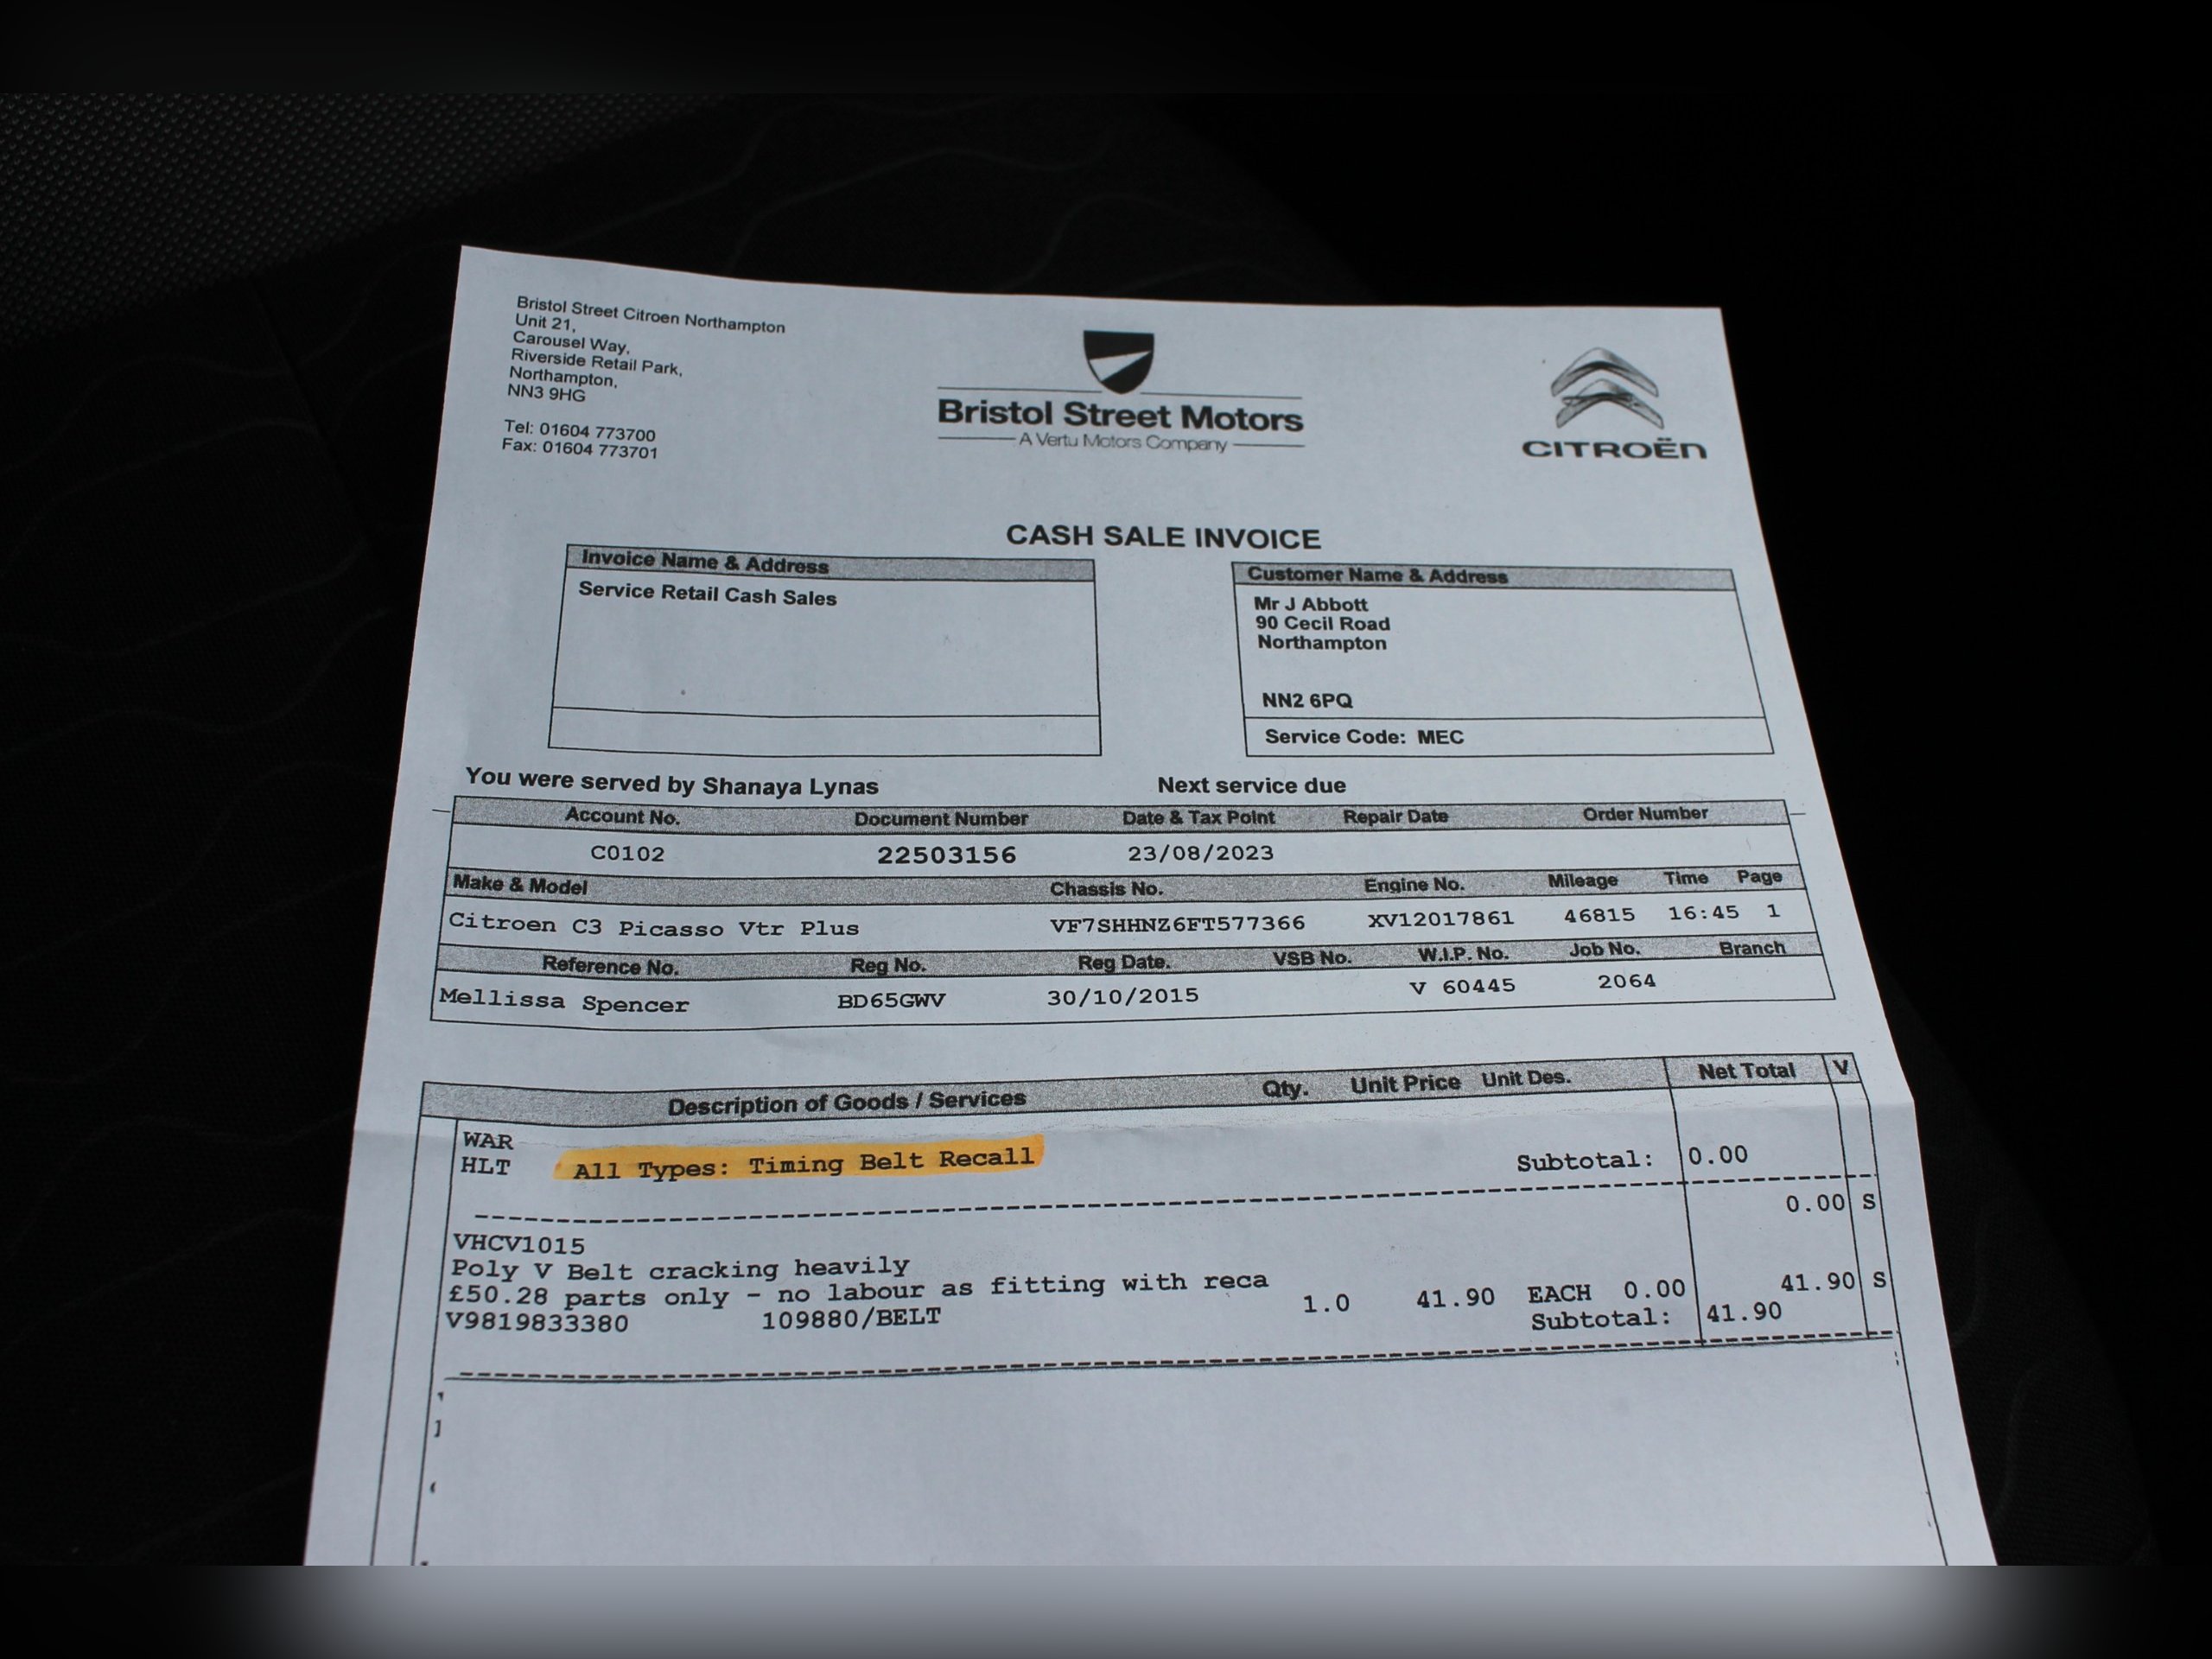 Bristol Street Citroen Northampton
Unit 21,
Carousel Way,
Riverside Retail Park,
Northampton,
NN3 9HG
Tel: 01604 773700
Fax: 01604 773701
Bristol Street Motors
A Vertu Motors Company
CITROËN
CASH SALE INVOICE
Invoice Name & Address
Service Retail Cash Sales
Customer Name & Address
Mr J Abbott
90 Cecil Road
Northampton
NN2 6PQ
Service Code: MEC
You were served by Shanaya Lynas Next service due
Account No. Document Number Date & Tax Point Repair Date Order Number
C0102 22503156 23/08/2023
Make & Model Chassis No. Engine No. Mileage Time Page
Citroen C3 Picasso Vtr Plus VF7SHHNZ6FT577366 XV12017861 46815 16:45 1
Reference No. Reg No. Reg Date. VSB No. W.I.P. No. Job No. Branch
Mellissa Spencer BD65GWV 30/10/2015 V 60445 2064
Description of Goods / Services Qty. Unit Price Unit Des. Net Total V
WAR
HLT All Types: Timing Belt Recall Subtotal: 0.00
0.00 S
VHCV1015
Poly V Belt cracking heavily
£50.28 parts only - no labour as fitting with reca
V9819833380 109880/BELT 1.0 41.90 EACH 0.00 41.90 S
Subtotal: 41.90